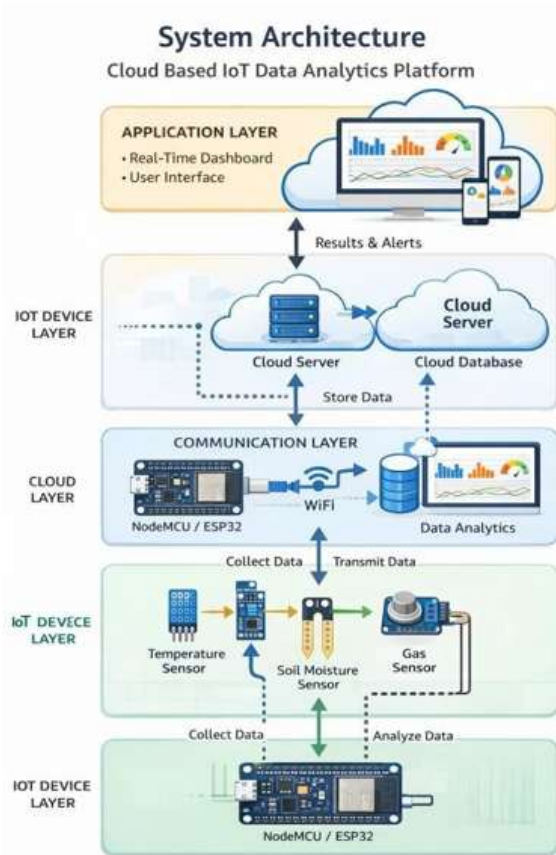 System Architecture
Cloud Based IoT Data Analytics Platform
APPLICATION LAYER
• Real-Time Dashboard
• User Interface
Results & Alerts
IOT DEVICE
LAYER
Cloud Server
Cloud
Server
Cloud Database
Store Data
COMMUNICATION LAYER
CLOUD
LAYER
NodeMCU / ESP32
WiFi
Data Analytics
Collect Data
Transmit Data
IoT DEVECE
LAYER
Temperature
Sensor
Soil Moisture
Sensor
Gas
Sensor
Collect Data
Analyze Data
IOT DEVICE
LAYER
NodeMCU / ESP32